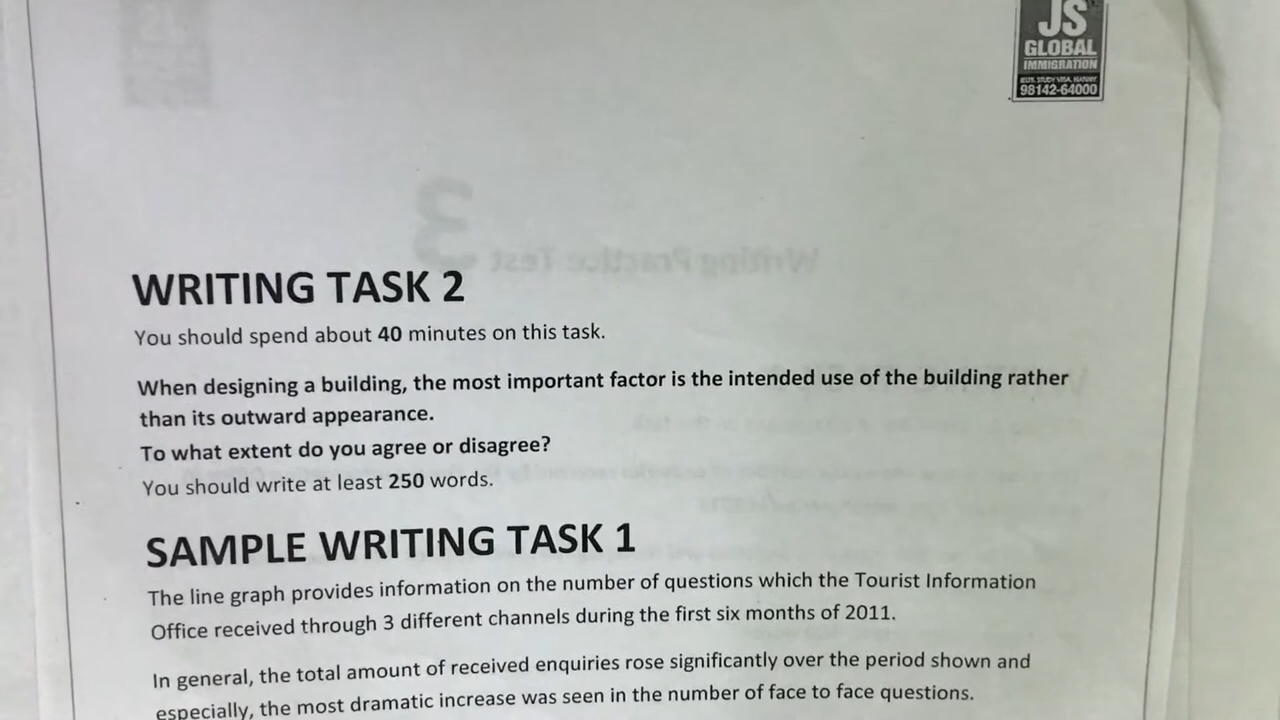 JS
GLOBAL
IMMIGRATION
98142-64000
Writing Practice Test 3
WRITING TASK 2
You should spend about 40 minutes on this task.
When designing a building, the most important factor is the intended use of the building rather
than its outward appearance.
To what extent do you agree or disagree?
You should write at least 250 words.
SAMPLE WRITING TASK 1
The line graph provides information on the number of questions which the Tourist Information
Office received through 3 different channels during the first six months of 2011.
In general, the total amount of received enquiries rose significantly over the period shown and
especially, the most dramatic increase was seen in the number of face to face questions.